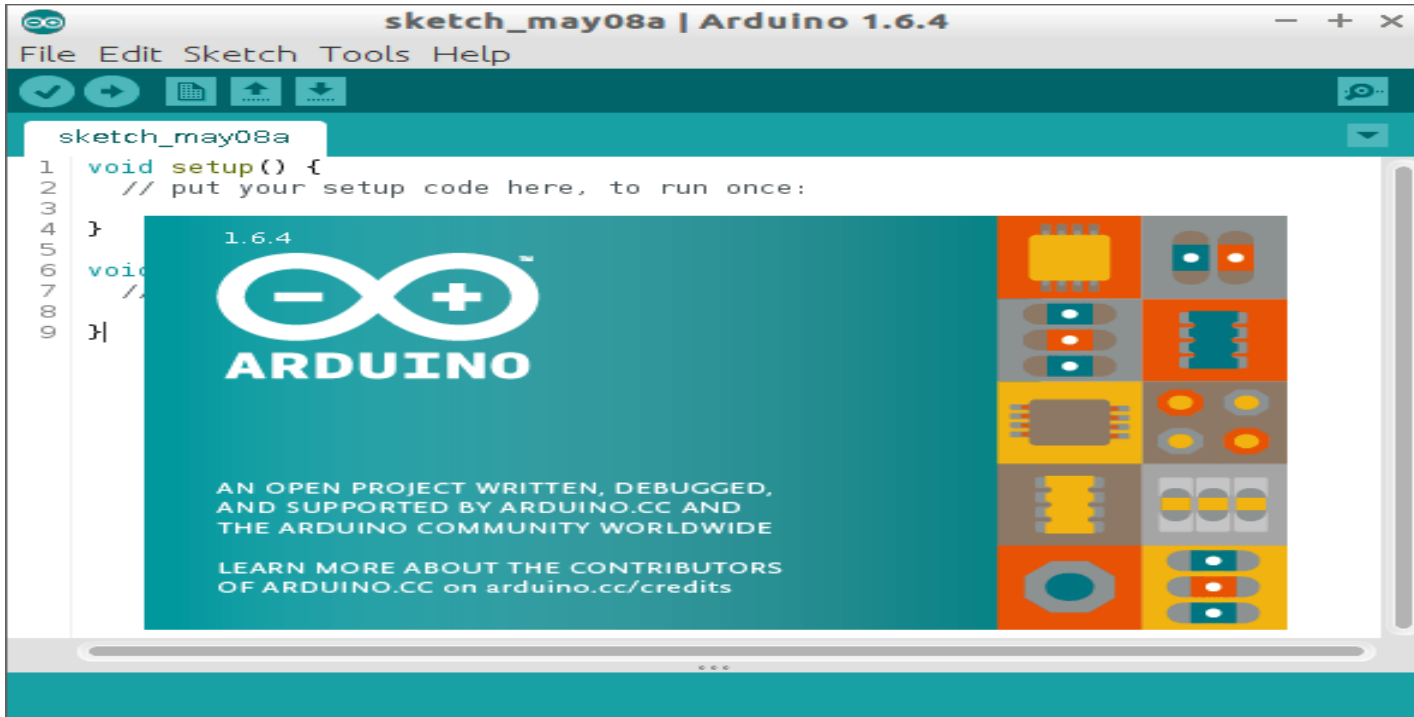 sketch_may08a | Arduino 1.6.4
File Edit Sketch Tools Help
sketch_may08a
1 void setup() {
2 // put your setup code here, to run once:
3
4 }
5
6 voi
7 //
8
9 }
1.6.4
™
ARDUINO
AN OPEN PROJECT WRITTEN, DEBUGGED,
AND SUPPORTED BY ARDUINO.CC AND
THE ARDUINO COMMUNITY WORLDWIDE
LEARN MORE ABOUT THE CONTRIBUTORS
OF ARDUINO.CC on arduino.cc/credits